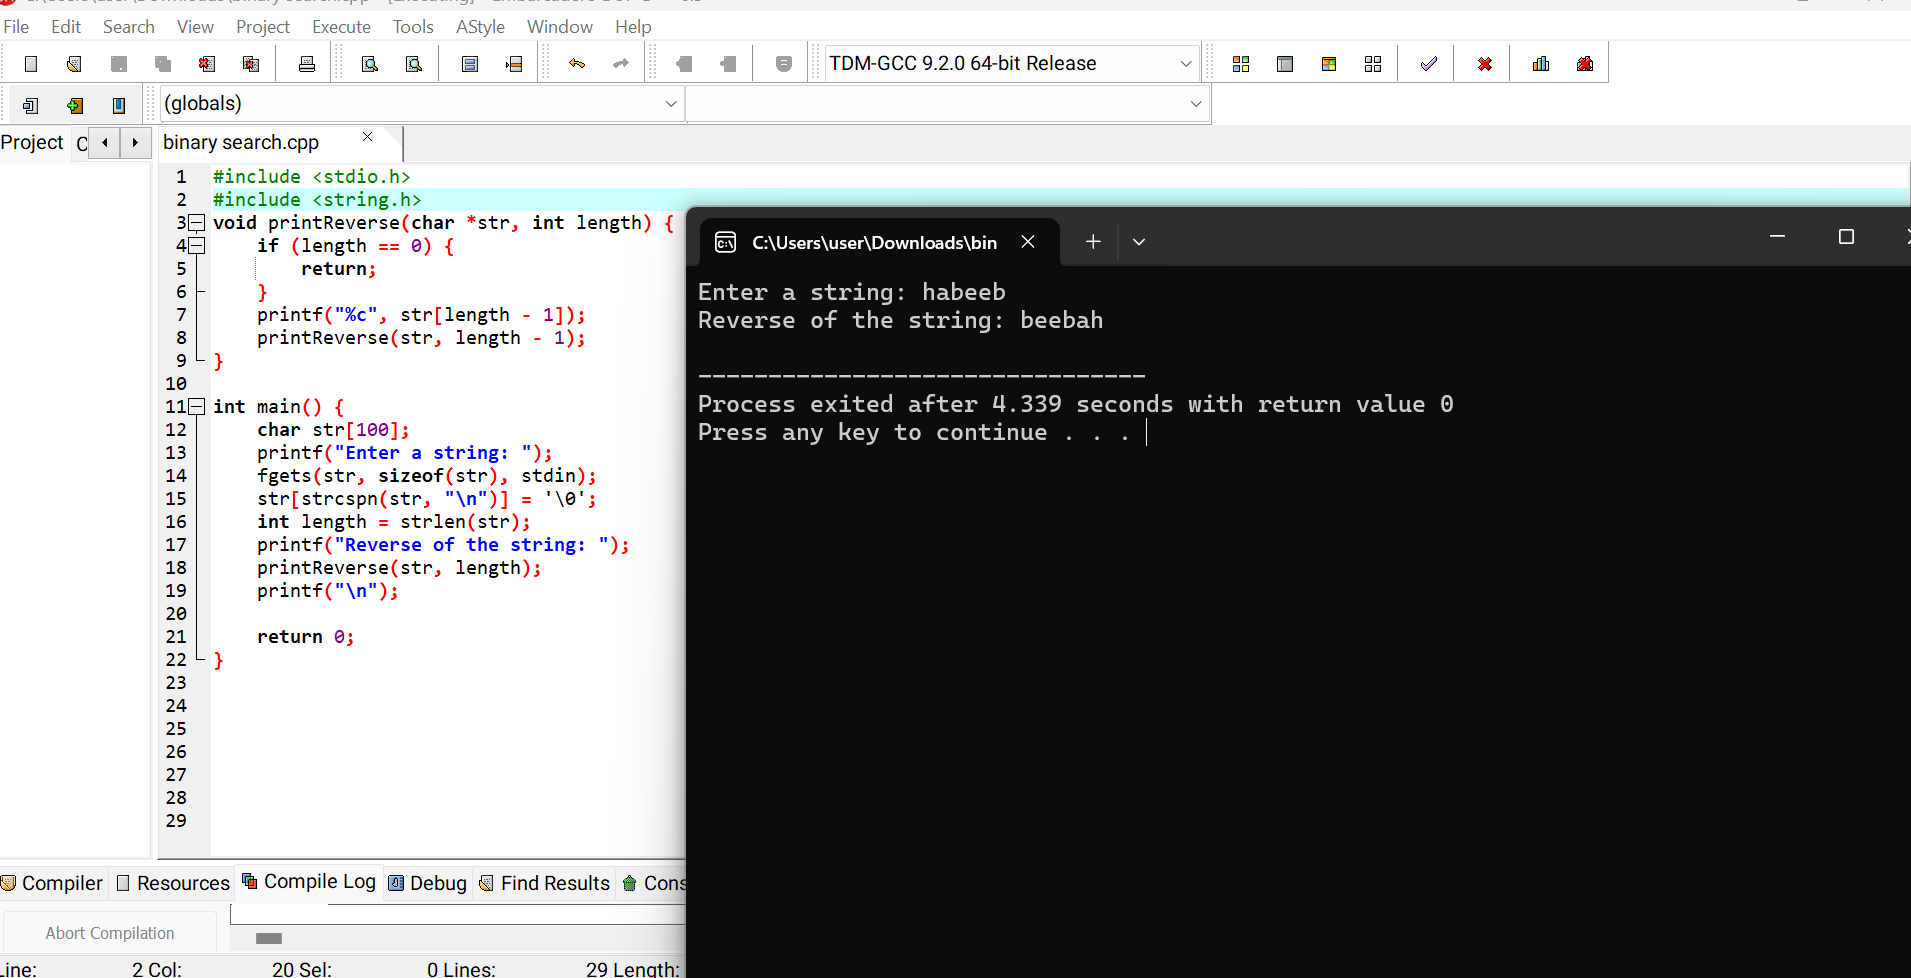 File Edit Search View Project Execute Tools AStyle Window Help
TDM-GCC 9.2.0 64-bit Release
(globals)
Project C
binary search.cpp
1 #include <stdio.h>
2 #include <string.h>
3 void printReverse(char *str, int length) {
4 if (length == 0) {
5 return;
6 }
7 printf("%c", str[length - 1]);
8 printReverse(str, length - 1);
9 }
10
11 int main() {
12 char str[100];
13 printf("Enter a string: ");
14 fgets(str, sizeof(str), stdin);
15 str[strcspn(str, "\n")] = '\0';
16 int length = strlen(str);
17 printf("Reverse of the string: ");
18 printReverse(str, length);
19 printf("\n");
20
21 return 0;
22 }
23
24
25
26
27
28
29
C:\Users\user\Downloads\bin
Enter a string: habeeb
Reverse of the string: beebah
--------------------------------
Process exited after 4.339 seconds with return value 0
Press any key to continue . . .
Compiler Resources Compile Log Debug Find Results Cons
Abort Compilation
Line: 2 Col: 20 Sel: 0 Lines: 29 Length: